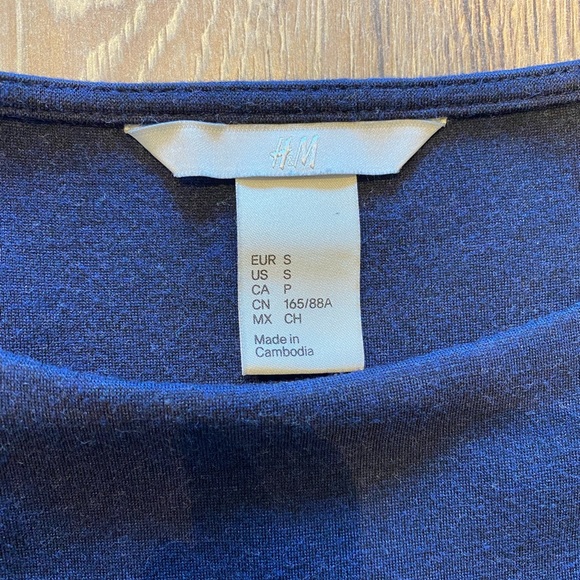 H&M
EUR S
US S
CA P
CN 165/88A
MX CH
Made in
Cambodia